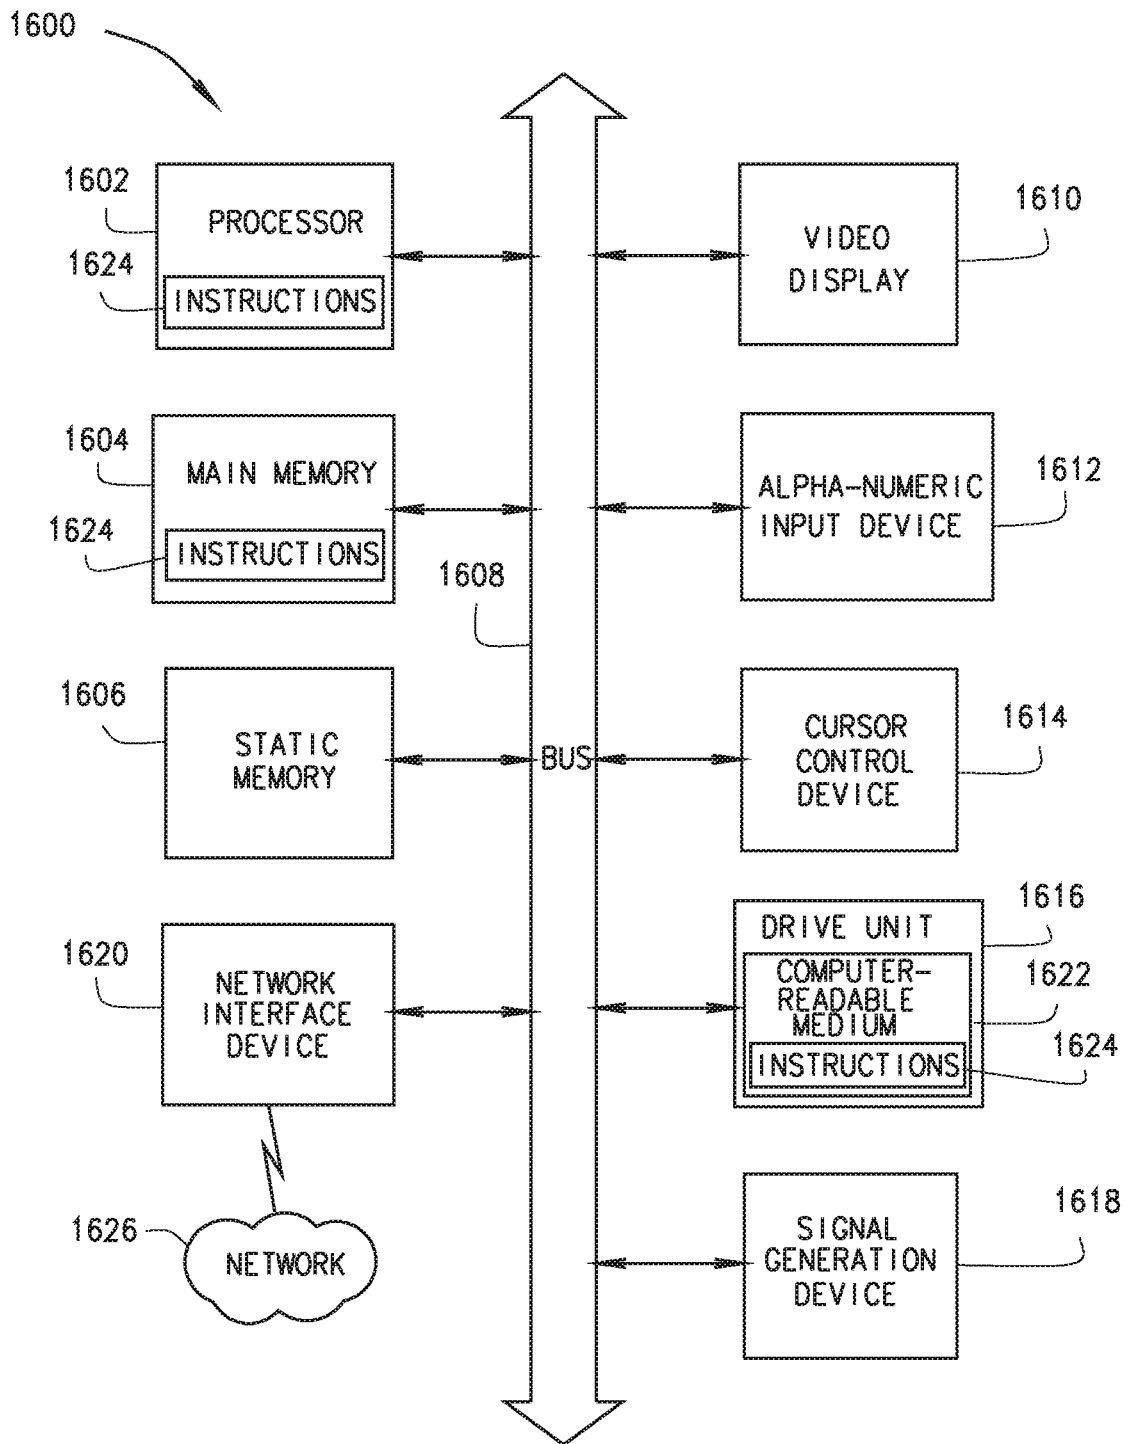 1600
1602
PROCESSOR
1624
INSTRUCTIONS
1604
MAIN MEMORY
1624
INSTRUCTIONS
1608
1606
STATIC
MEMORY
BUS
1620
NETWORK
INTERFACE
DEVICE
1626
NETWORK
VIDEO
DISPLAY
1610
ALPHA-NUMERIC
INPUT DEVICE
1612
CURSOR
CONTROL
DEVICE
1614
DRIVE UNIT
1616
COMPUTER-
READABLE
MEDIUM
1622
INSTRUCTIONS
1624
SIGNAL
GENERATION
DEVICE
1618